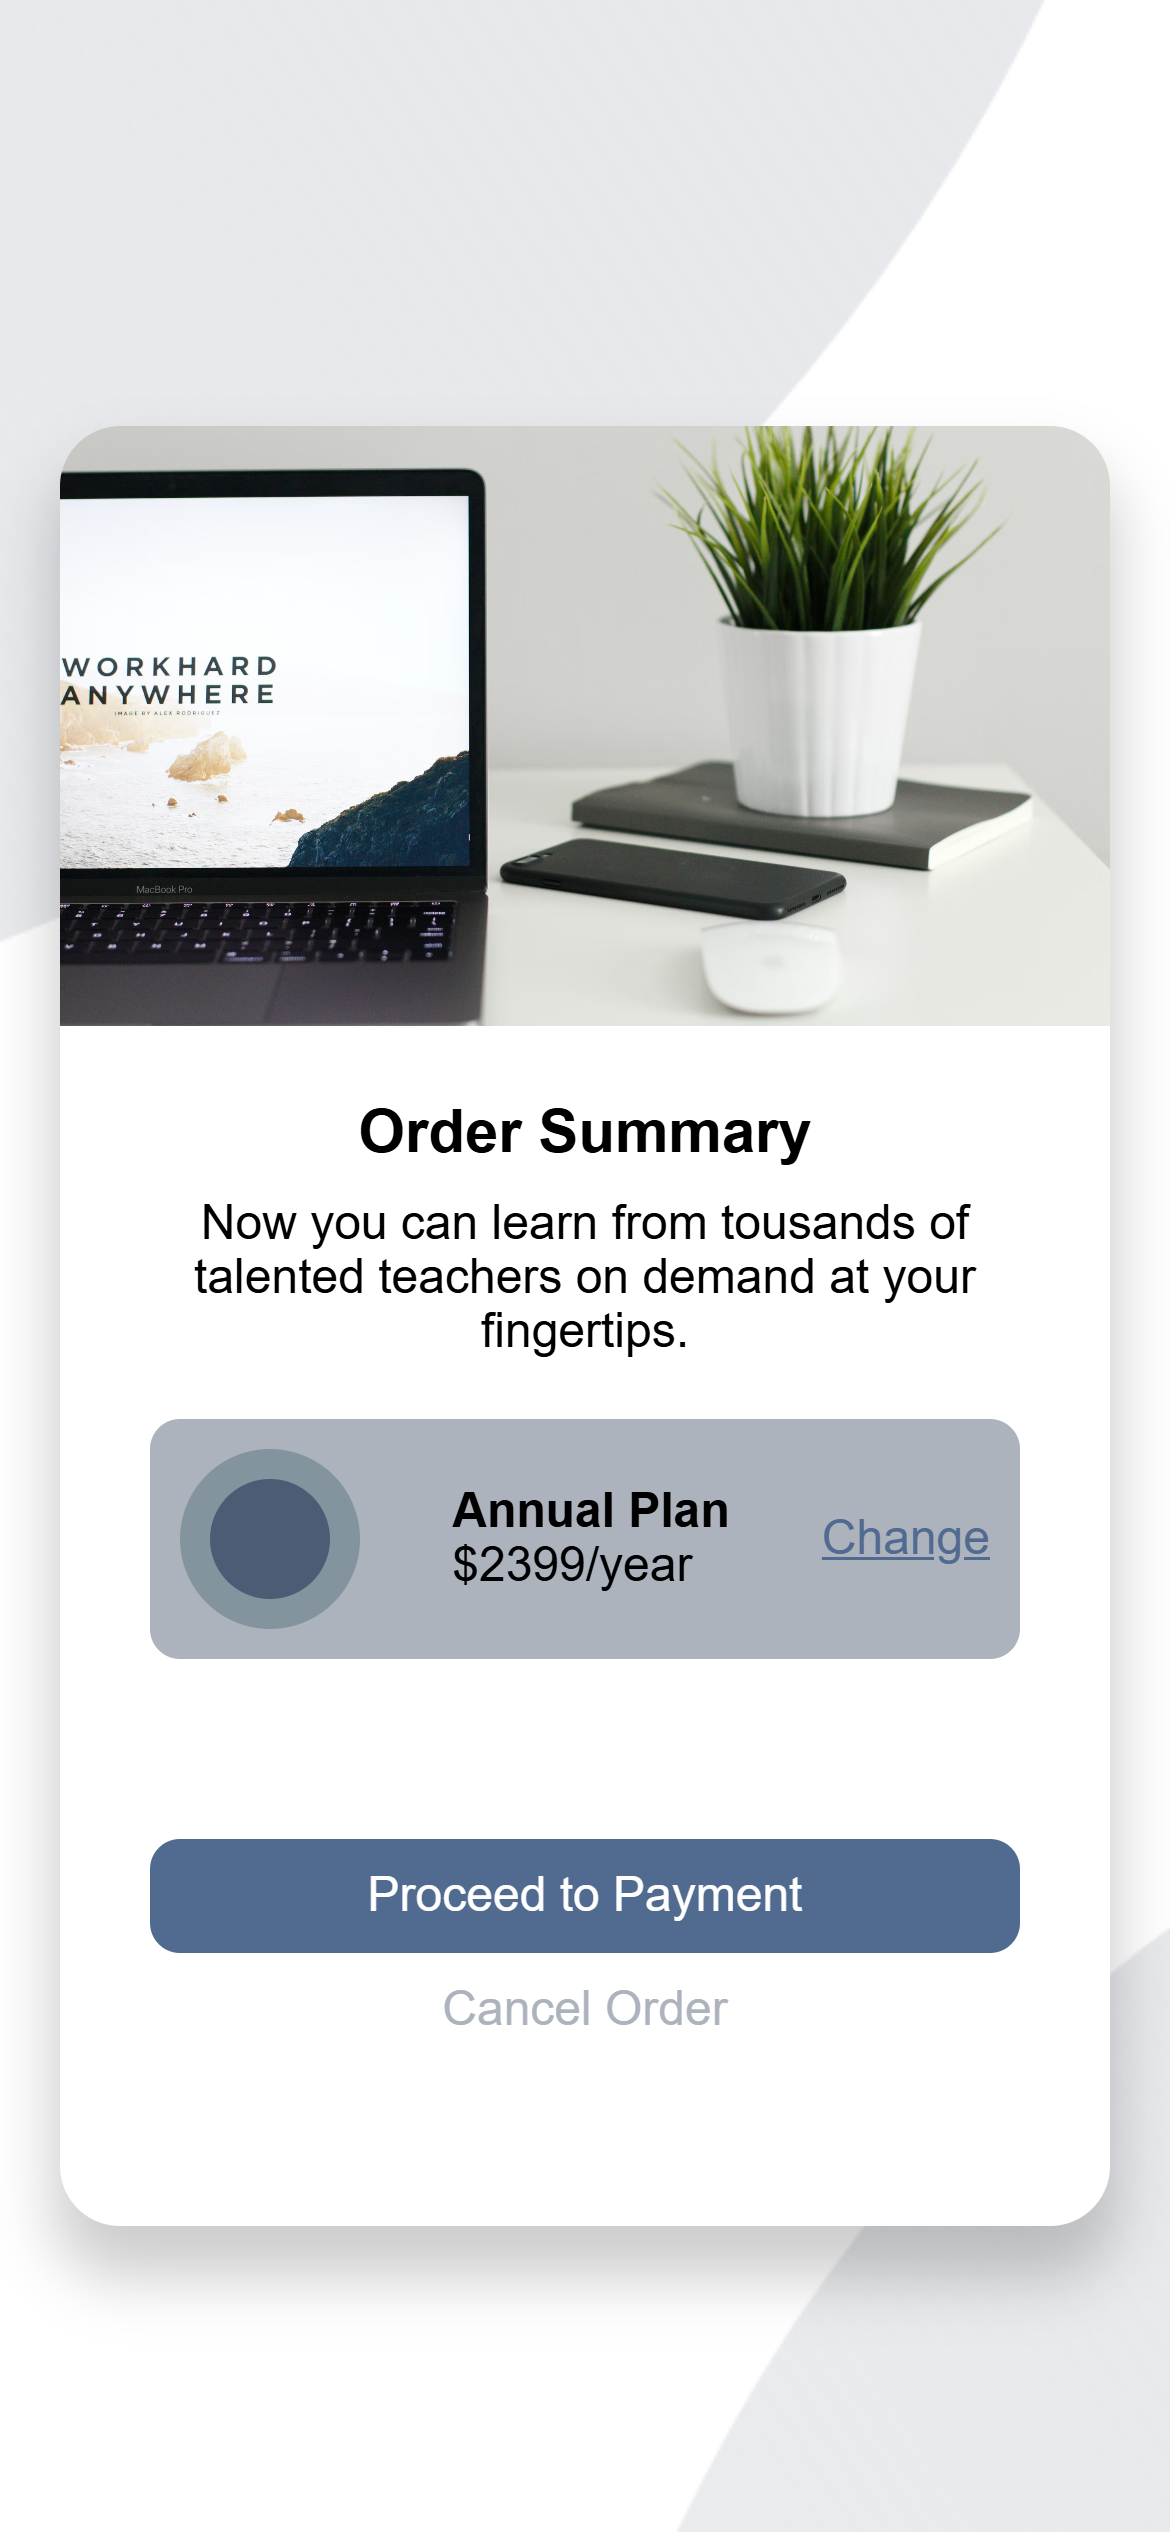 WORKHARD
ANYWHERE
IMAGE BY ALEX RODRIGUEZ
MacBook Pro
Order Summary
Now you can learn from tousands of
talented teachers on demand at your
fingertips.
Annual Plan
$2399/year
Change
Proceed to Payment
Cancel Order